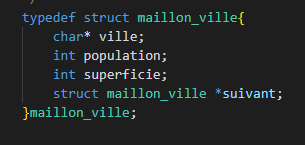 typedef struct maillon_ville{
    char* ville;
    int population;
    int superficie;
    struct maillon_ville *suivant;
}maillon_ville;